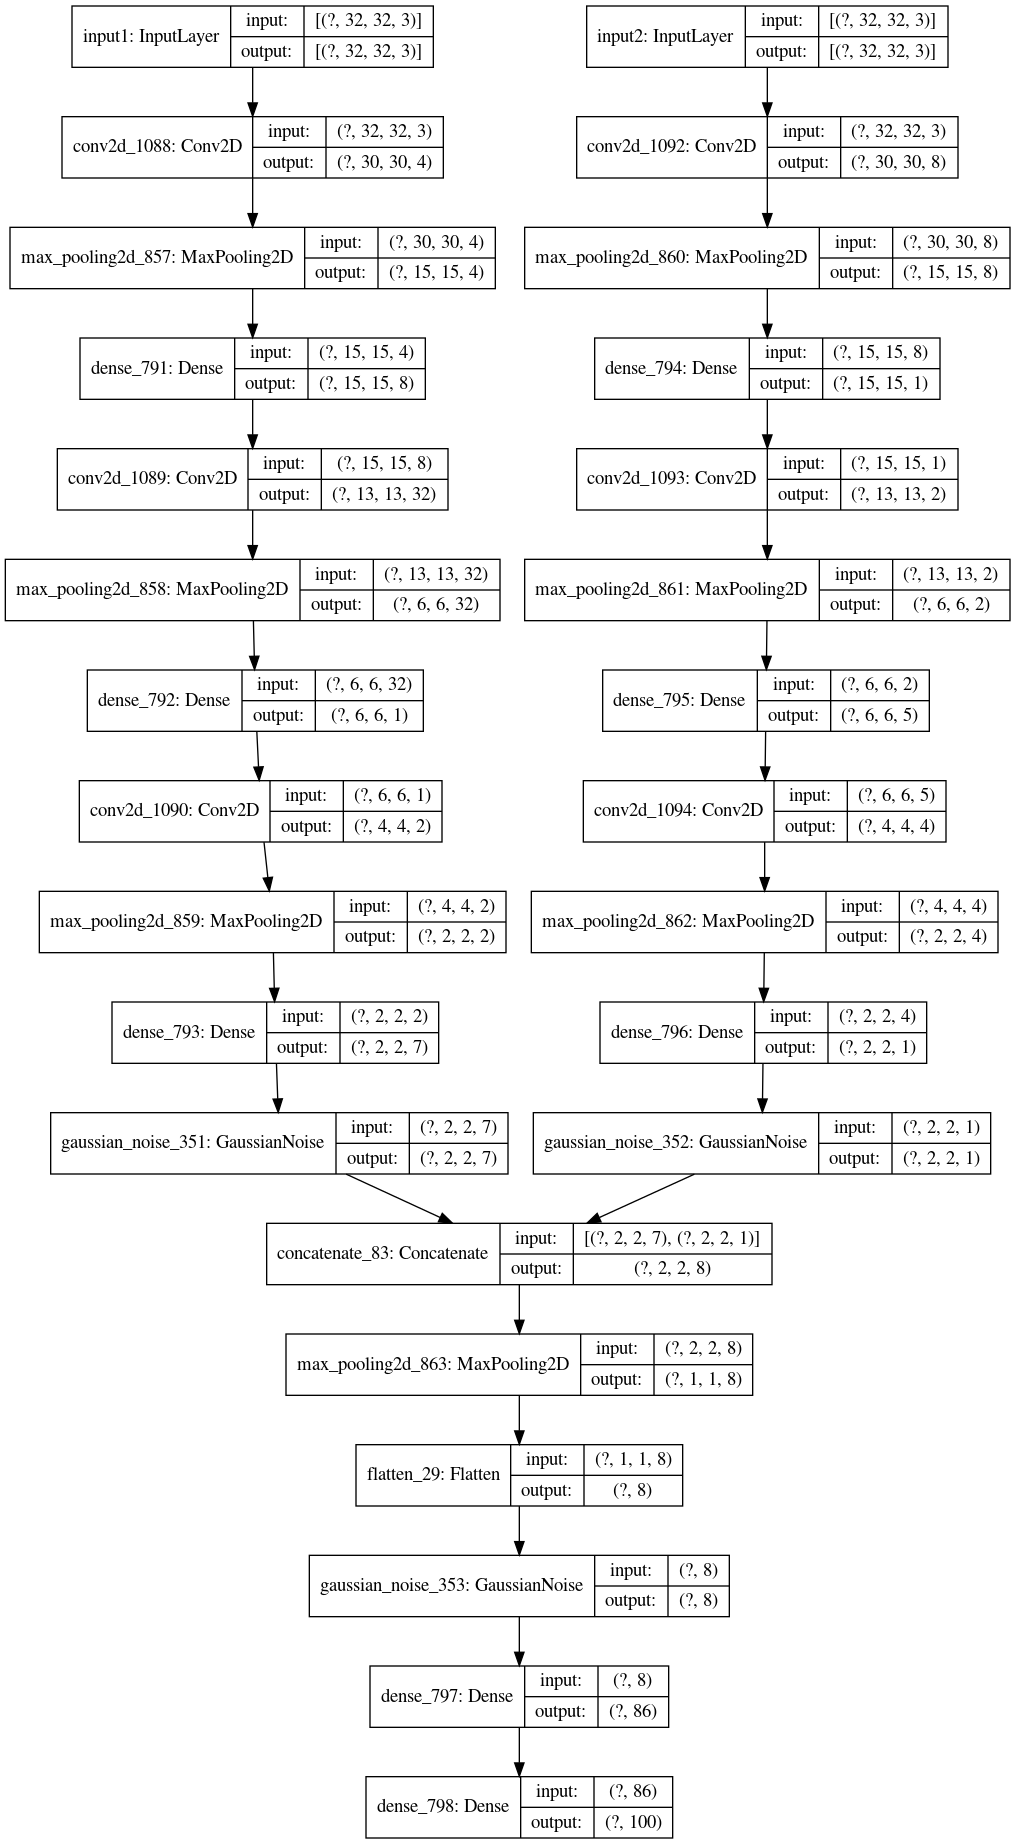 input1: InputLayer input: [(?, 32, 32, 3)]
output: [(?, 32, 32, 3)]
input2: InputLayer input: [(?, 32, 32, 3)]
output: [(?, 32, 32, 3)]
conv2d_1088: Conv2D input: (?, 32, 32, 3)
output: (?, 30, 30, 4)
conv2d_1092: Conv2D input: (?, 32, 32, 3)
output: (?, 30, 30, 8)
max_pooling2d_857: MaxPooling2D input: (?, 30, 30, 4)
output: (?, 15, 15, 4)
max_pooling2d_860: MaxPooling2D input: (?, 30, 30, 8)
output: (?, 15, 15, 8)
dense_791: Dense input: (?, 15, 15, 4)
output: (?, 15, 15, 8)
dense_794: Dense input: (?, 15, 15, 8)
output: (?, 15, 15, 1)
conv2d_1089: Conv2D input: (?, 15, 15, 8)
output: (?, 13, 13, 32)
conv2d_1093: Conv2D input: (?, 15, 15, 1)
output: (?, 13, 13, 2)
max_pooling2d_858: MaxPooling2D input: (?, 13, 13, 32)
output: (?, 6, 6, 32)
max_pooling2d_861: MaxPooling2D input: (?, 13, 13, 2)
output: (?, 6, 6, 2)
dense_792: Dense input: (?, 6, 6, 32)
output: (?, 6, 6, 1)
dense_795: Dense input: (?, 6, 6, 2)
output: (?, 6, 6, 5)
conv2d_1090: Conv2D input: (?, 6, 6, 1)
output: (?, 4, 4, 2)
conv2d_1094: Conv2D input: (?, 6, 6, 5)
output: (?, 4, 4, 4)
max_pooling2d_859: MaxPooling2D input: (?, 4, 4, 2)
output: (?, 2, 2, 2)
max_pooling2d_862: MaxPooling2D input: (?, 4, 4, 4)
output: (?, 2, 2, 4)
dense_793: Dense input: (?, 2, 2, 2)
output: (?, 2, 2, 7)
dense_796: Dense input: (?, 2, 2, 4)
output: (?, 2, 2, 1)
gaussian_noise_351: GaussianNoise input: (?, 2, 2, 7)
output: (?, 2, 2, 7)
gaussian_noise_352: GaussianNoise input: (?, 2, 2, 1)
output: (?, 2, 2, 1)
concatenate_83: Concatenate input: [(?, 2, 2, 7), (?, 2, 2, 1)]
output: (?, 2, 2, 8)
max_pooling2d_863: MaxPooling2D input: (?, 2, 2, 8)
output: (?, 1, 1, 8)
flatten_29: Flatten input: (?, 1, 1, 8)
output: (?, 8)
gaussian_noise_353: GaussianNoise input: (?, 8)
output: (?, 8)
dense_797: Dense input: (?, 8)
output: (?, 86)
dense_798: Dense input: (?, 86)
output: (?, 100)